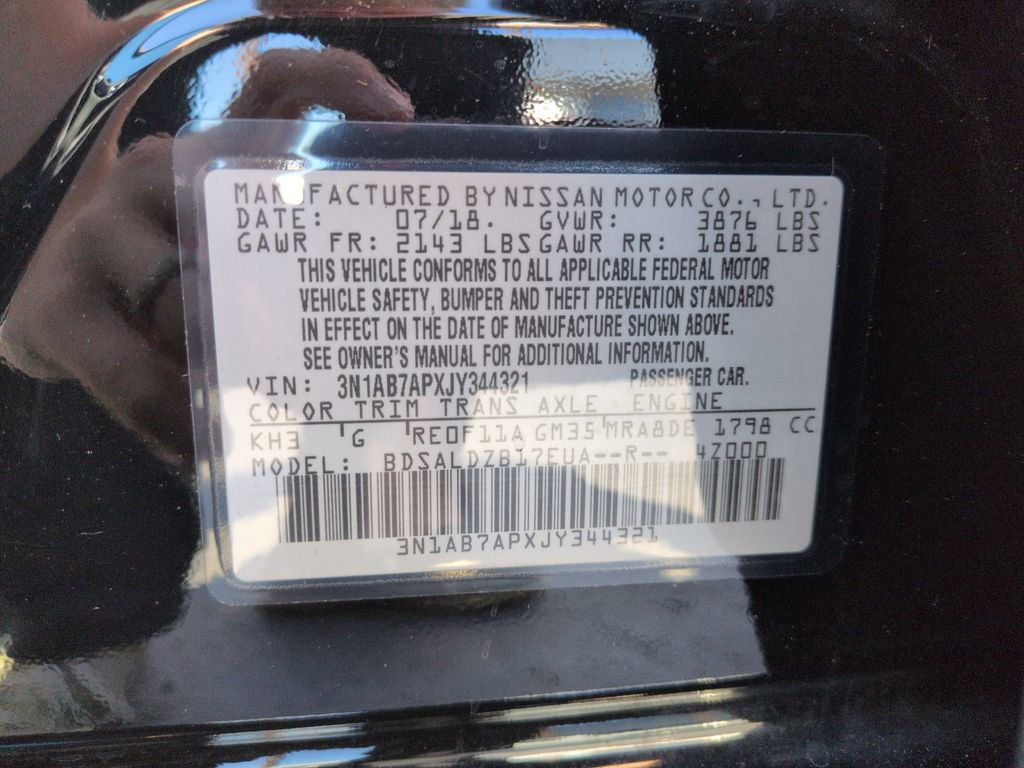 MANUFACTURED BY NISSAN MOTOR CO., LTD.
DATE: 07/18. GVWR: 3876 LBS
GAWR FR: 2143 LBS GAWR RR: 1881 LBS
THIS VEHICLE CONFORMS TO ALL APPLICABLE FEDERAL MOTOR
VEHICLE SAFETY, BUMPER AND THEFT PREVENTION STANDARDS
IN EFFECT ON THE DATE OF MANUFACTURE SHOWN ABOVE.
SEE OWNER'S MANUAL FOR ADDITIONAL INFORMATION.
VIN: 3N1AB7APXJY344321 PASSENGER CAR.
COLOR TRIM TRANS AXLE ENGINE
KH3 G RE0F11A GM35 MRA8DE 1798 CC
MODEL: BDSALDZB17EUA--R-- 4Z000
3N1AB7APXJY344321